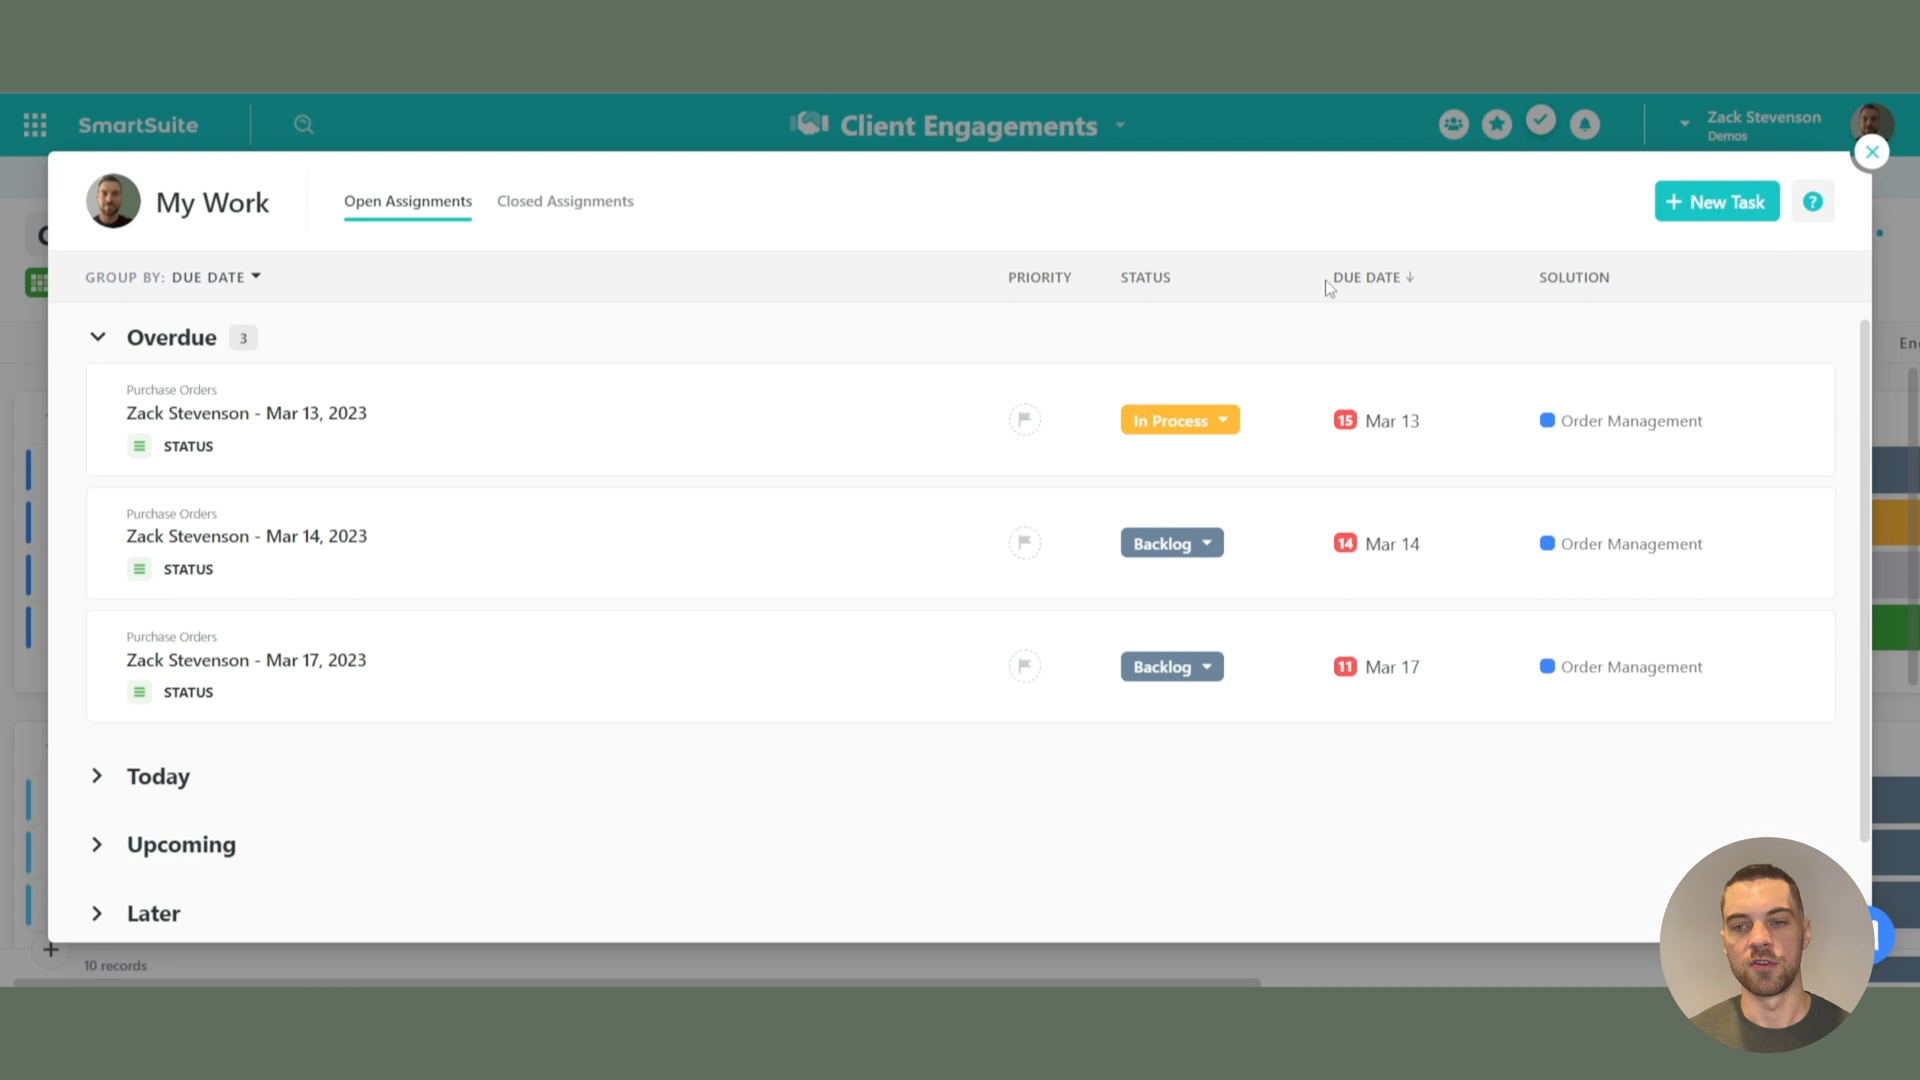 SmartSuite
Client Engagements
Zack Stevenson
Demos
My Work
Open Assignments
Closed Assignments
+ New Task
?
GROUP BY: DUE DATE
PRIORITY
STATUS
DUE DATE
SOLUTION
Overdue 3
Purchase Orders
Zack Stevenson - Mar 13, 2023
STATUS
In Process
15 Mar 13
Order Management
Purchase Orders
Zack Stevenson - Mar 14, 2023
STATUS
Backlog
14 Mar 14
Order Management
Purchase Orders
Zack Stevenson - Mar 17, 2023
STATUS
Backlog
11 Mar 17
Order Management
Today
Upcoming
Later
10 records